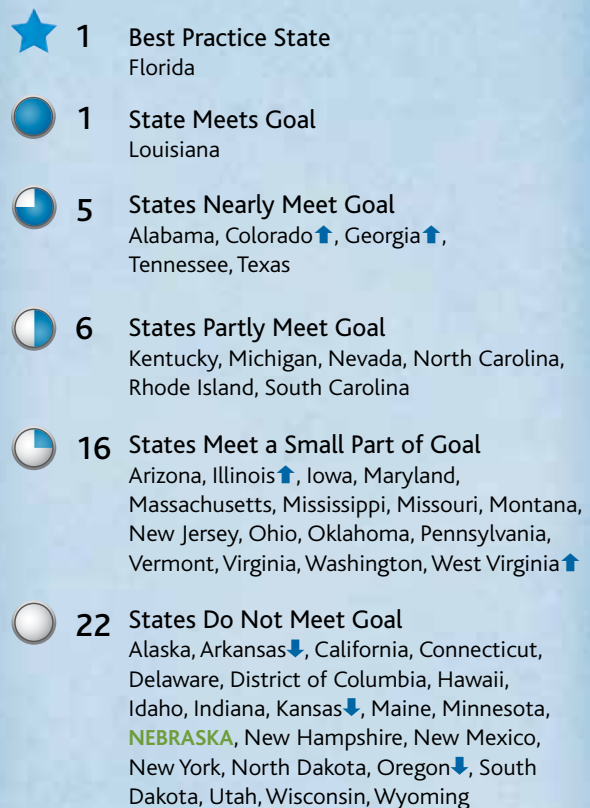 1 Best Practice State
Florida
1 State Meets Goal
Louisiana
5 States Nearly Meet Goal
Alabama, Colorado⬆, Georgia⬆,
Tennessee, Texas
6 States Partly Meet Goal
Kentucky, Michigan, Nevada, North Carolina,
Rhode Island, South Carolina
16 States Meet a Small Part of Goal
Arizona, Illinois⬆, Iowa, Maryland,
Massachusetts, Mississippi, Missouri, Montana,
New Jersey, Ohio, Oklahoma, Pennsylvania,
Vermont, Virginia, Washington, West Virginia⬆
22 States Do Not Meet Goal
Alaska, Arkansas⬇, California, Connecticut,
Delaware, District of Columbia, Hawaii,
Idaho, Indiana, Kansas⬇, Maine, Minnesota,
NEBRASKA, New Hampshire, New Mexico,
New York, North Dakota, Oregon⬇, South
Dakota, Utah, Wisconsin, Wyoming